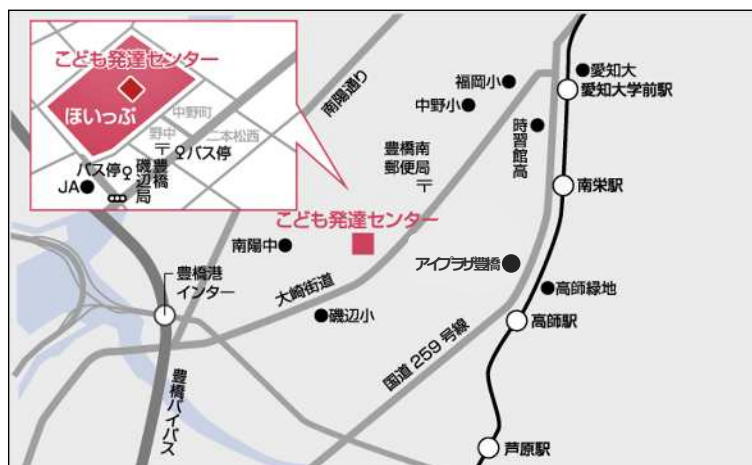 こども発達センター
ほいっぷ
中野町
野中
二本松西
〒
バス停
バス停
豊橋
磯辺局
JA
南陽通り
福岡小
中野小
愛知大
愛知大学前駅
時習館高
豊橋南
郵便局
〒
南栄駅
こども発達センター
南陽中
アイプラザ豊橋
豊橋港
インター
大崎街道
高師緑地
磯辺小
高師駅
国道259号線
豊橋バイパス
芦原駅